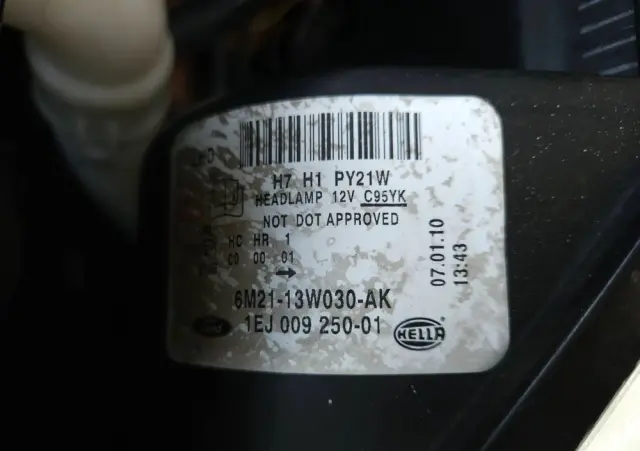 H7 H1 PY21W
HEADLAMP 12V C95YK
NOT DOT APPROVED
HC HR 1
00 00 01
6M21-13W030-AK
1EJ 009 250-01
HELLA
07.01.10
13:43